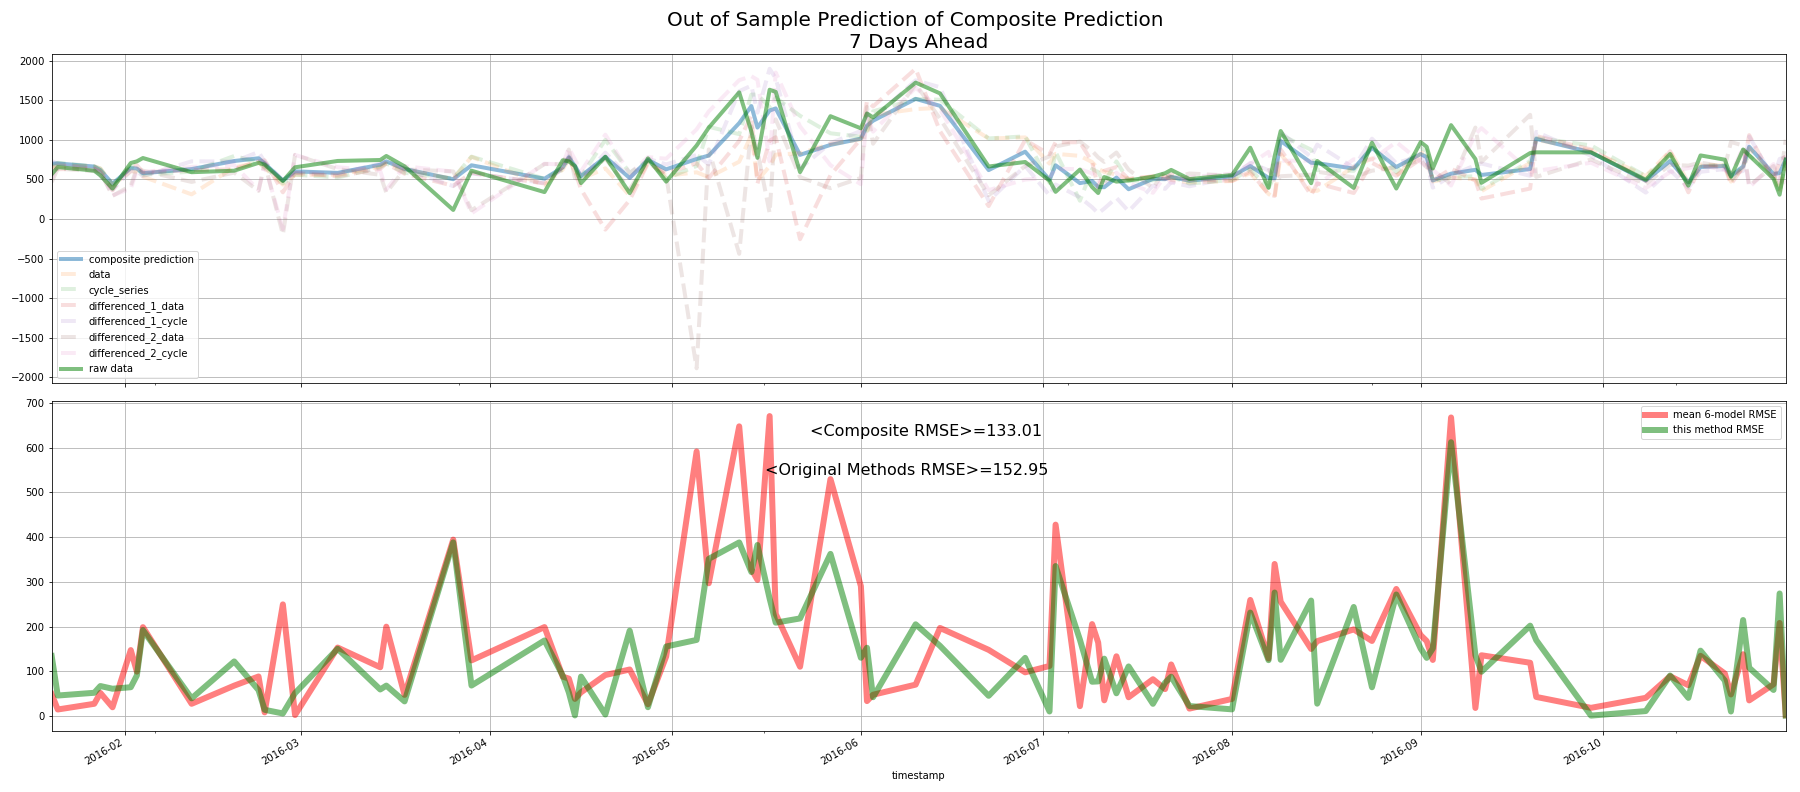 Out of Sample Prediction of Composite Prediction
7 Days Ahead
2000
1500
1000
500
0
−500
−1000
−1500
−2000
composite prediction
data
cycle_series
differenced_1_data
differenced_1_cycle
differenced_2_data
differenced_2_cycle
raw data
700
600
500
400
300
200
100
0
<Composite RMSE>=133.01
<Original Methods RMSE>=152.95
mean 6-model RMSE
this method RMSE
2016-02
2016-03
2016-04
2016-05
2016-06
2016-07
2016-08
2016-09
2016-10
timestamp